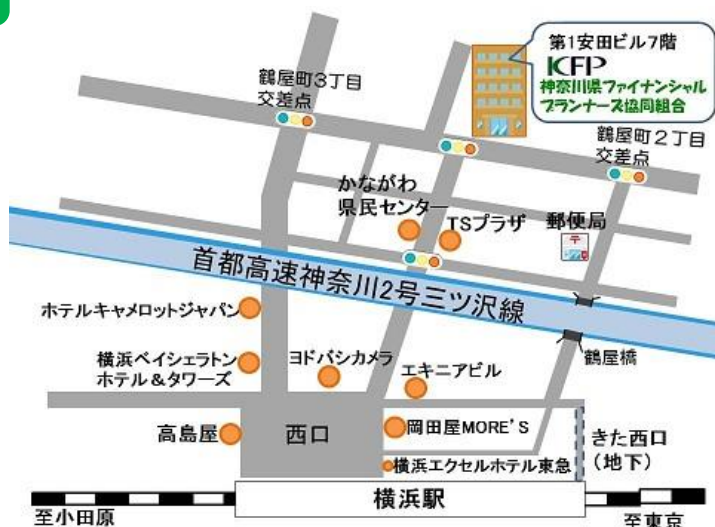 第1安田ビル7階
KFP
神奈川県ファイナンシャル
プランナーズ協同組合
鶴屋町3丁目
交差点
鶴屋町2丁目
交差点
かながわ
県民センター
TSプラザ
郵便局
〒
首都高速神奈川2号三ツ沢線
ホテルキャメロットジャパン
鶴屋橋
横浜ベイシェラトン
ホテル&タワーズ
ヨドバシカメラ
エキニアビル
高島屋
西口
岡田屋MORE'S
きた西口
(地下)
横浜エクセルホテル東急
横浜駅
至小田原
至東京